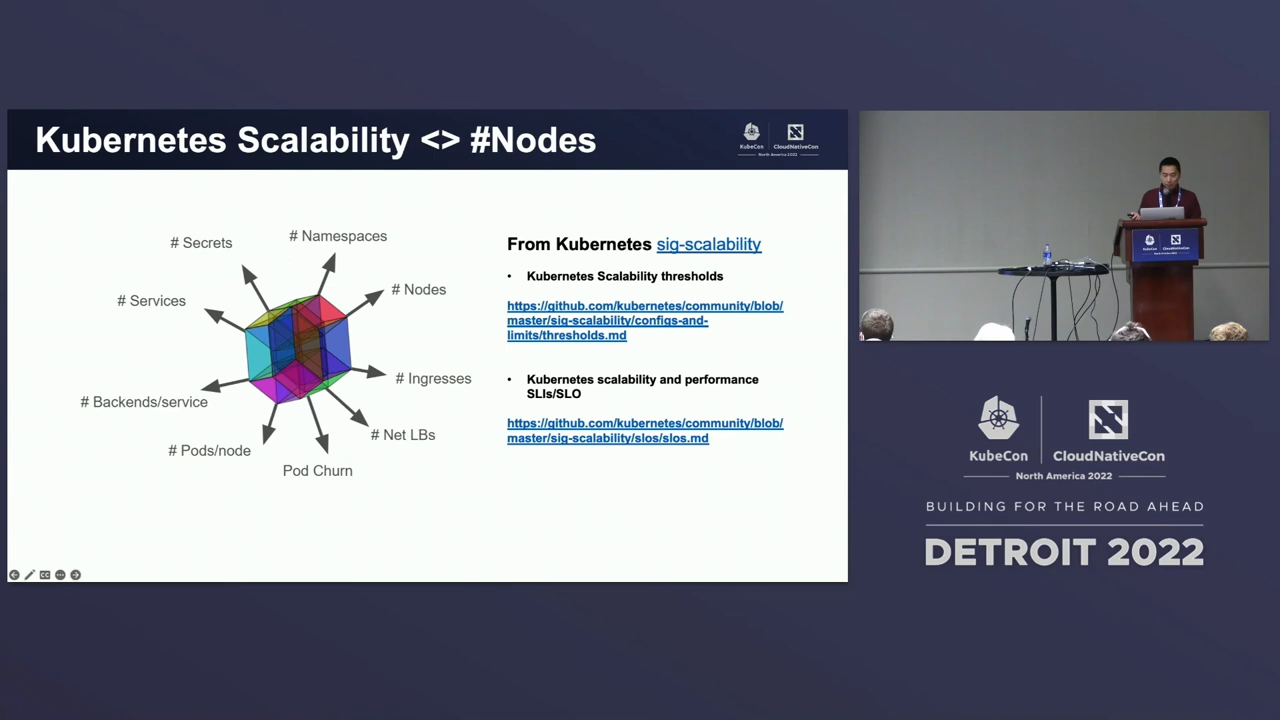 Kubernetes Scalability <> #Nodes
KubeCon
CloudNativeCon
North America 2022
# Secrets
# Namespaces
# Services
# Nodes
# Backends/service
# Ingresses
# Pods/node
# Net LBs
Pod Churn
From Kubernetes sig-scalability
• Kubernetes Scalability thresholds
https://github.com/kubernetes/community/blob/
master/sig-scalability/configs-and-
limits/thresholds.md
• Kubernetes scalability and performance
SLIs/SLO
https://github.com/kubernetes/community/blob/
master/sig-scalability/slos/slos.md
KubeCon
CloudNativeCon
North America 2022
BUILDING FOR THE ROAD AHEAD
DETROIT 2022